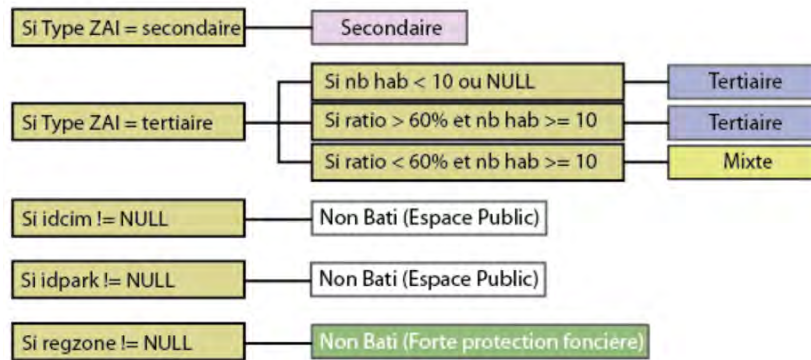 Si Type ZAI = secondaire
Secondaire
Si Type ZAI = tertiaire
Si nb hab < 10 ou NULL
Tertiaire
Si ratio > 60% et nb hab >= 10
Tertiaire
Si ratio < 60% et nb hab >= 10
Mixte
Si idcim != NULL
Non Bati (Espace Public)
Si idpark != NULL
Non Bati (Espace Public)
Si regzone != NULL
Non Bati (Forte protection foncière)